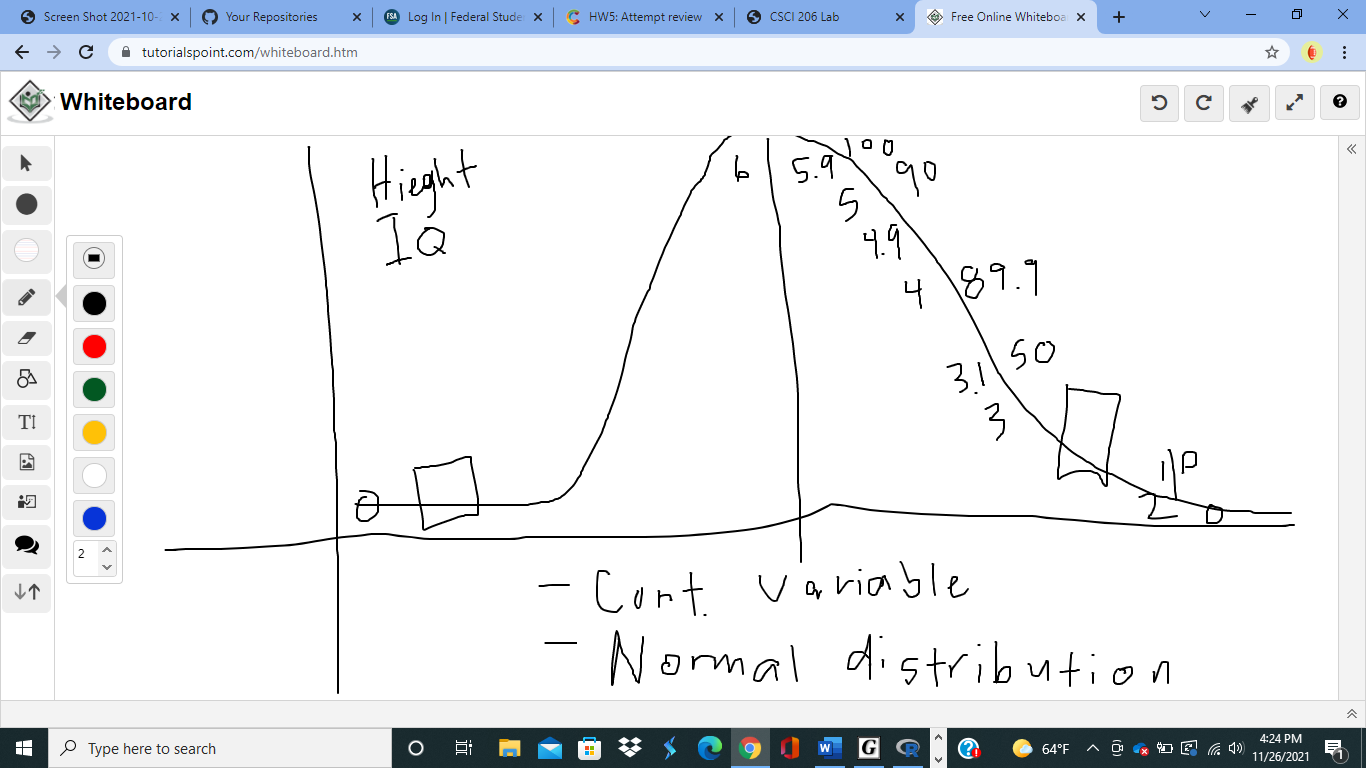 Screen Shot 2021-10-
Your Repositories
Log In | Federal Stude
HW5: Attempt review
CSCI 206 Lab
Free Online Whiteboa
tutorialspoint.com/whiteboard.htm
Whiteboard
Hieght
IQ
6
5.9
100
90
5
4.9
4
89.9
50
3.1
3
2
- Cont. variable
- Normal distribution
2
Type here to search
64°F
4:24 PM
11/26/2021
1